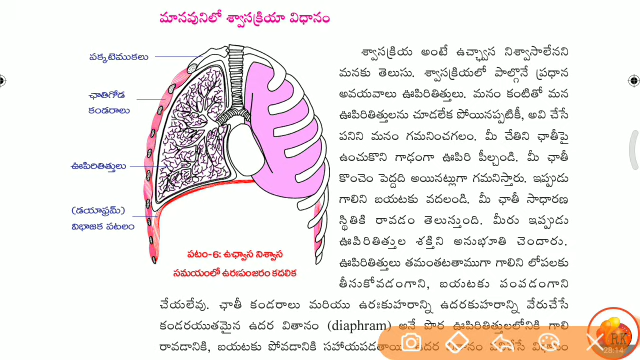 మానవునిలో శ్వాసక్రియా విధానం
పక్కటెముకలు
ఛాతిగోడ
కండరాలు
ఊపిరితిత్తులు
(డయాఫ్రమ్)
విభాజక పటలం
పటం-6: ఉచ్ఛ్వాస నిశ్వాస
సమయంలో ఉరఃపంజరం కదలిక
శ్వాసక్రియ అంటే ఉచ్ఛ్వాస నిశ్వాసాలేనని
మనకు తెలుసు. శ్వాసక్రియలో పాల్గొనే ప్రధాన
అవయవాలు ఊపిరితిత్తులు. మనం కంటితో మన
ఊపిరితిత్తులను చూడలేక పోయినప్పటికీ, అవి చేసే
పనిని మనం గమనించగలం. మీ చేతిని ఛాతీపై
ఉంచుకొని గాఢంగా ఊపిరి పీల్చండి. మీ ఛాతీ
కొంచెం పెద్దది అయినట్లుగా గమనిస్తారు. ఇప్పుడు
గాలిని బయటకు వదలండి. మీ ఛాతీ సాధారణ
స్థితికి రావడం తెలుస్తుంది. మీరు ఇప్పుడు
ఊపిరితిత్తుల శక్తిని అనుభూతి చెందారు.
ఊపిరితిత్తులు తమంతటతాముగా గాలిని లోపలకు
తీసుకోవడంగాని, బయటకు పంపడంగాని
చేయలేవు. ఛాతీ కండరాలు మరియు ఉరఃకుహరాన్ని ఉదరకుహరాన్ని వేరుచేసే
కండరయుతమైన ఉదర వితానం (diaphram) అనే పొర ఊపిరితిత్తులలోనికి గాలి
రావడానికి, బయటకు పోవడానికి సహాయపడతాయి
RK